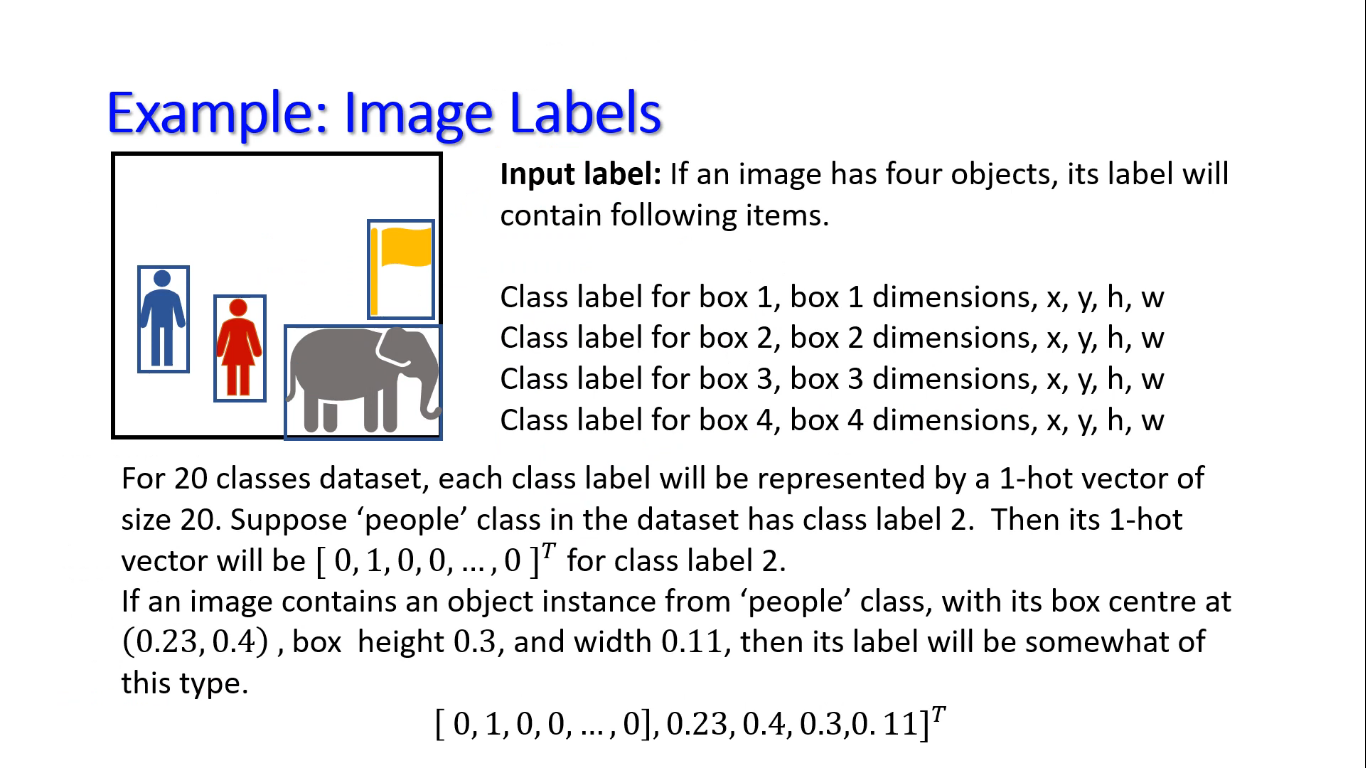 Example: Image Labels
Input label: If an image has four objects, its label will
contain following items.
Class label for box 1, box 1 dimensions, x, y, h, w
Class label for box 2, box 2 dimensions, x, y, h, w
Class label for box 3, box 3 dimensions, x, y, h, w
Class label for box 4, box 4 dimensions, x, y, h, w
For 20 classes dataset, each class label will be represented by a 1-hot vector of
size 20. Suppose ‘people’ class in the dataset has class label 2.  Then its 1-hot
vector will be [ 0, 1, 0, 0, … , 0 ]ᵀ for class label 2.
If an image contains an object instance from ‘people’ class, with its box centre at
(0.23, 0.4) , box  height 0.3, and width 0.11, then its label will be somewhat of
this type.
[ 0, 1, 0, 0, … , 0], 0.23, 0.4, 0.3,0. 11]ᵀ